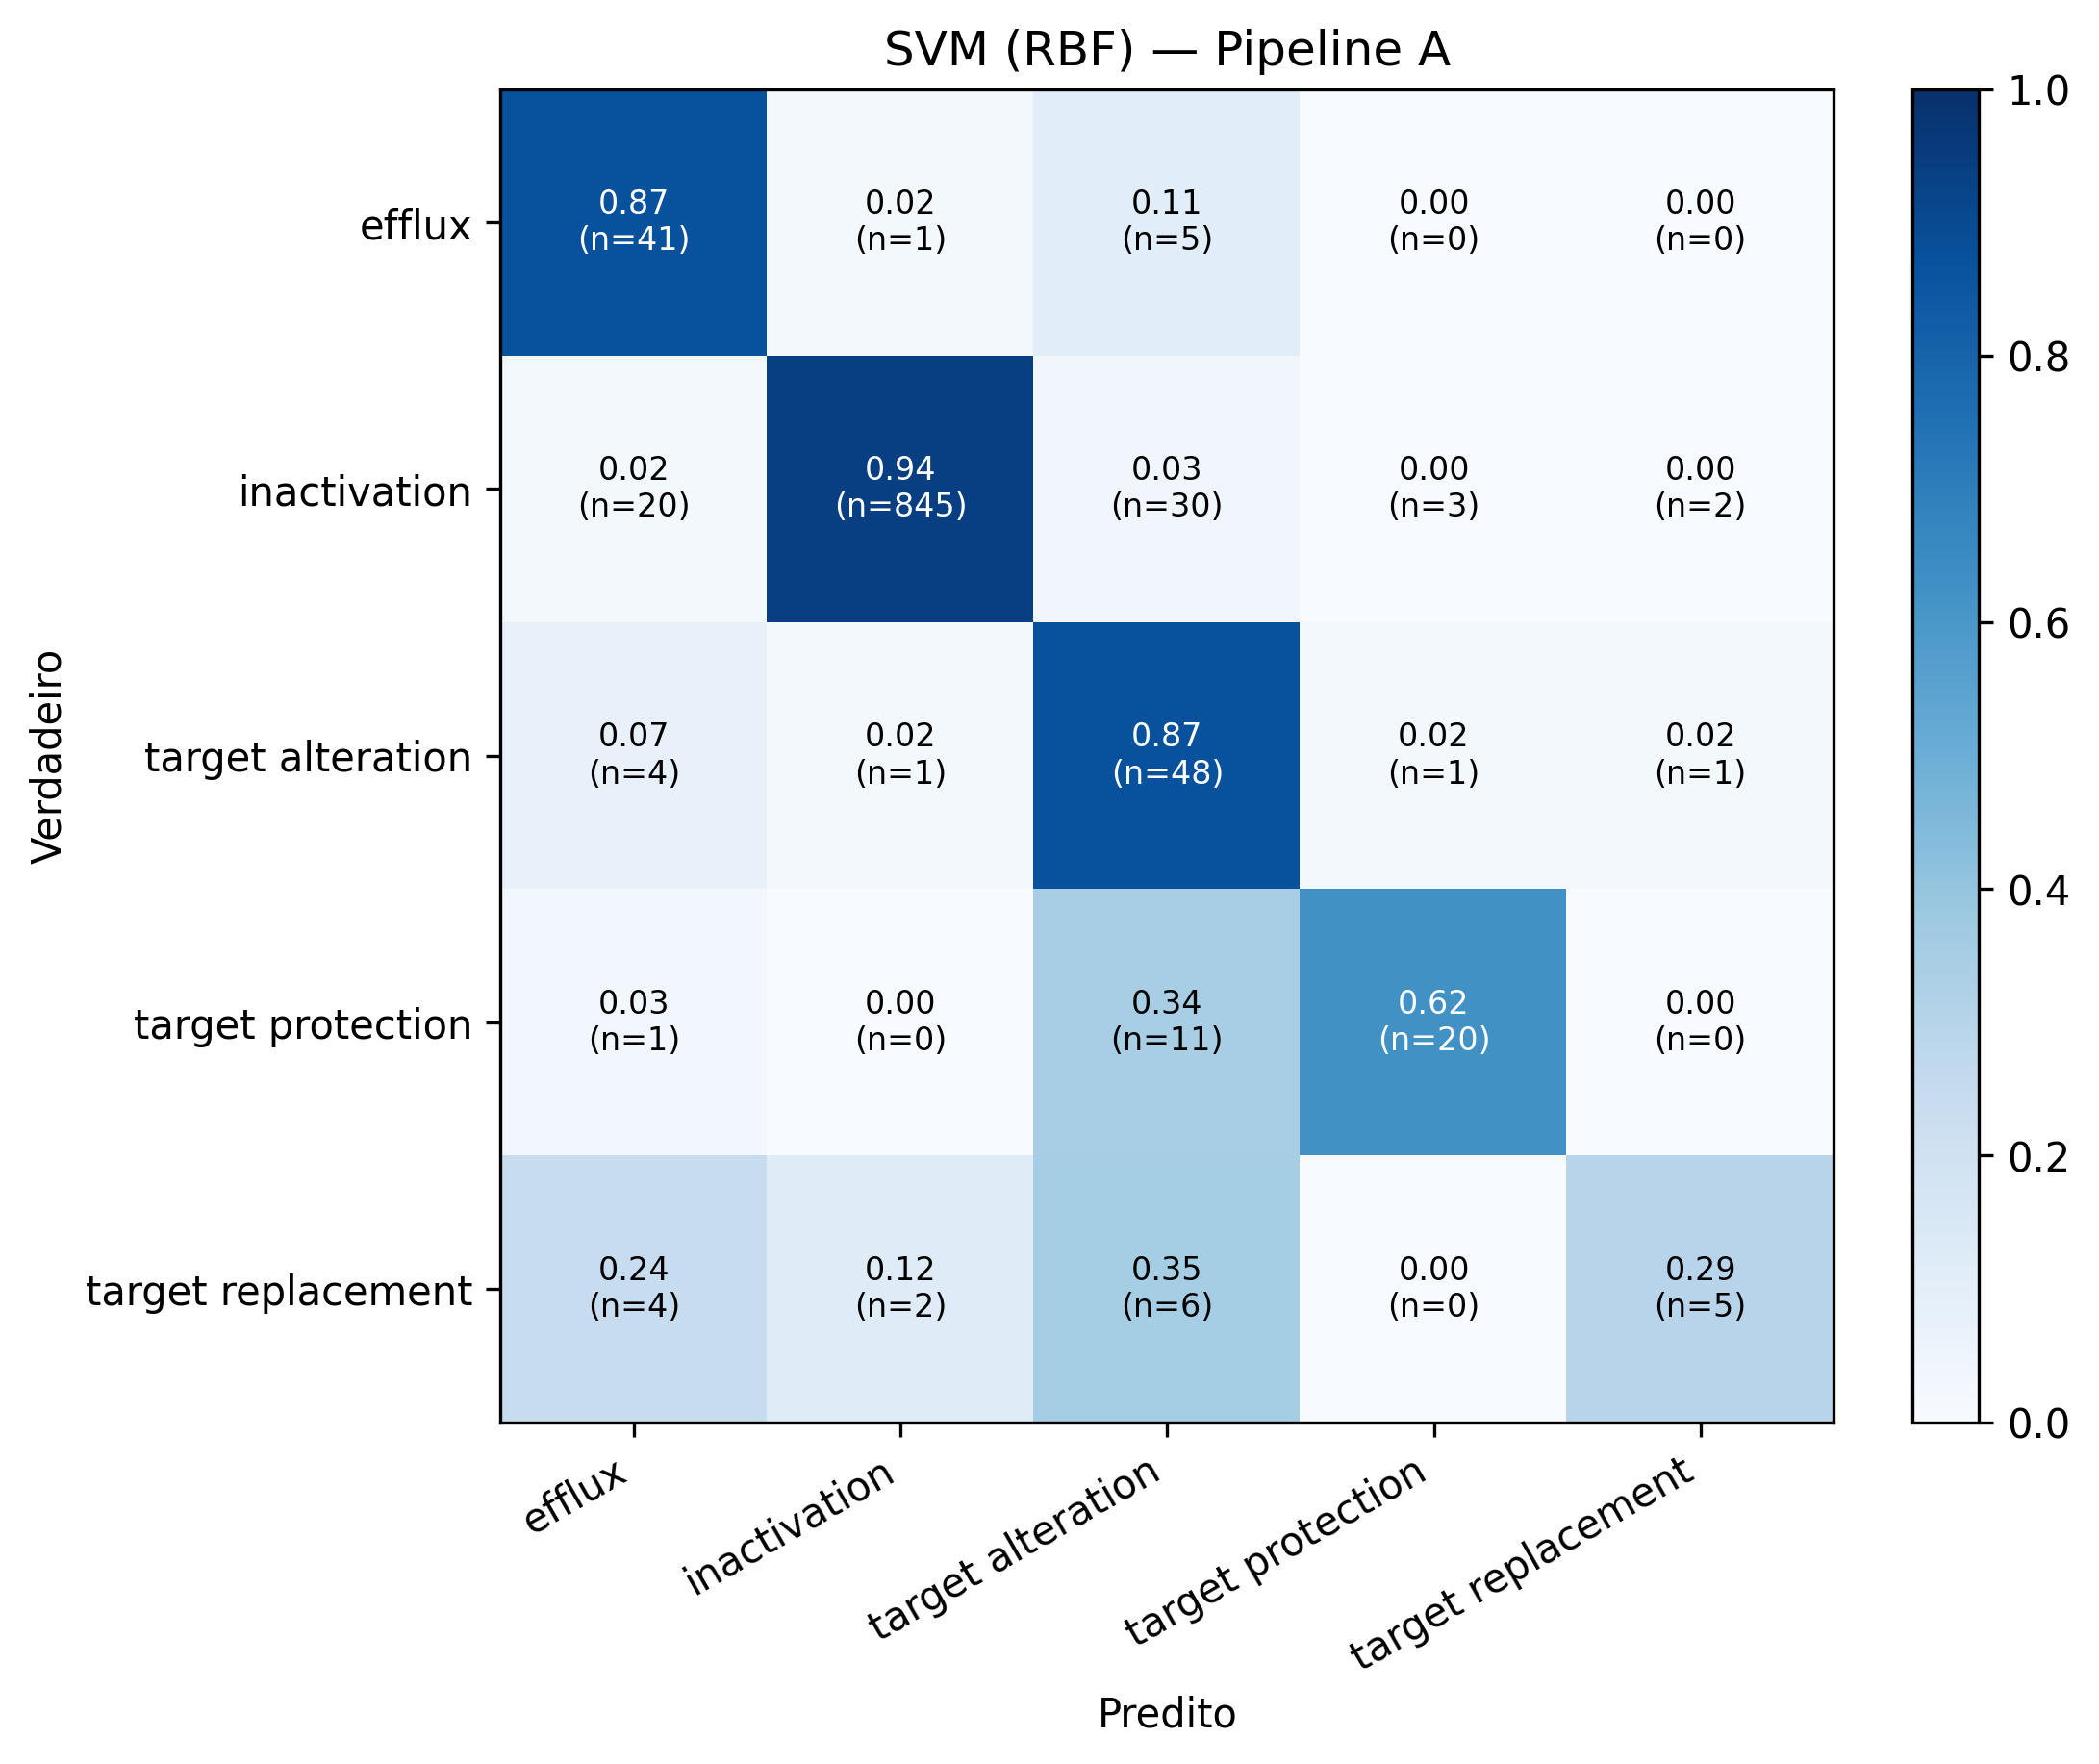 SVM (RBF) — Pipeline A
Verdadeiro
efflux
0.87
(n=41)
0.02
(n=1)
0.11
(n=5)
0.00
(n=0)
0.00
(n=0)
inactivation
0.02
(n=20)
0.94
(n=845)
0.03
(n=30)
0.00
(n=3)
0.00
(n=2)
target alteration
0.07
(n=4)
0.02
(n=1)
0.87
(n=48)
0.02
(n=1)
0.02
(n=1)
target protection
0.03
(n=1)
0.00
(n=0)
0.34
(n=11)
0.62
(n=20)
0.00
(n=0)
target replacement
0.24
(n=4)
0.12
(n=2)
0.35
(n=6)
0.00
(n=0)
0.29
(n=5)
efflux
inactivation
target alteration
target protection
target replacement
Predito
1.0
0.8
0.6
0.4
0.2
0.0